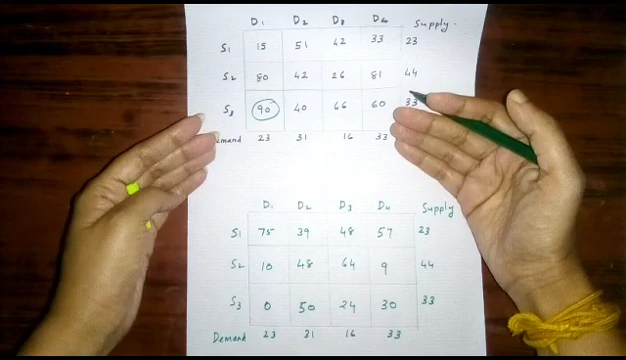 D1 D2 D3 D4 Supply
S1 15 51 42 33 23
S2 80 42 26 81 44
S3 90 40 66 60 33
emand 23 31 16 33
D1 D2 D3 D4 Supply
S1 75 39 48 57 23
S2 10 48 64 9 44
S3 0 50 24 30 33
Demand 23 31 16 33